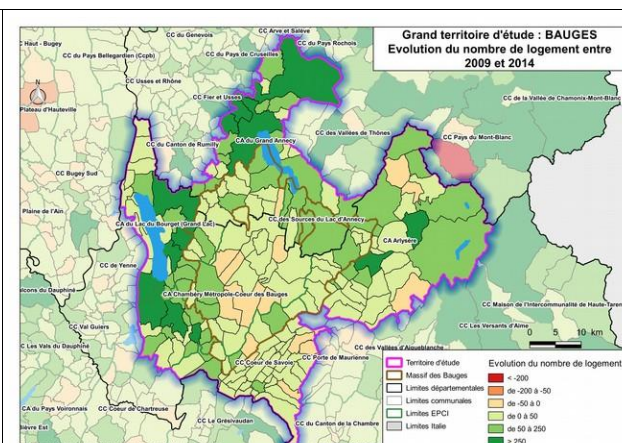 Grand territoire d'étude : BAUGES
Evolution du nombre de logement entre
2009 et 2014
CC Arve et Salève
CC du Genevois
CC du Pays Rochois
Haut - Bugey
CC du Pays de Cruseilles
CC du Pays Bellegardien (Ccpb)
CC Usses et Rhône
CC Fier et Usses
N
CC de la Vallée de Chamonix-Mont-Blanc
Plateau d'Hauteville
CC des Vallées de Thônes
CC Pays du Mont-Blanc
CA du Grand Annecy
CC du Canton de Rumilly
CC Bugey Sud
Plaine de l'Ain
CA du Lac du Bourget (Grand Lac)
CC des Sources du Lac d'Annecy
CA Arlysère
CC de Yenne
CA Chambéry Métropole-Coeur des Bauges
CC Maison de l'Intercommunalité de Haute-Taren
CC Val Guiers
CC Les Versants d'Aime
0 5 10 km
CC Les Vals du Dauphiné
CC des Vallées d'Aigueblanche
CC Coeur de Savoie
CC Porte de Maurienne
CA du Pays Voironnais
CC Coeur de Chartreuse
CC Le Grésivaudan
CC du Canton de la Chambre
Bièvre Est
Territoire d'étude
Massif des Bauges
Limites départementales
Limites communales
Limites EPCI
Limites Italie
Evolution du nombre de logement
< -200
de -200 à -50
de -50 à 0
de 0 à 50
de 50 à 250
> 250